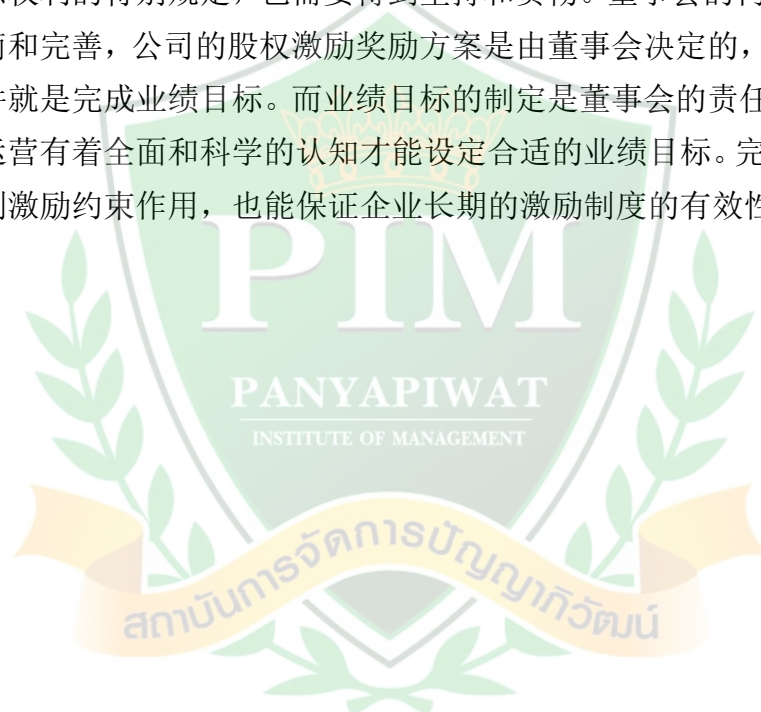 和完善，公司的股权激励奖励方案是由董事会决定的，
就是完成业绩目标。而业绩目标的制定是董事会的责任
运营有着全面和科学的认知才能设定合适的业绩目标。完
激励约束作用，也能保证企业长期的激励制度的有效性
PIM
PANYAPIWAT
INSTITUTE OF MANAGEMENT
สถาบันการจัดการปัญญาภิวัฒน์